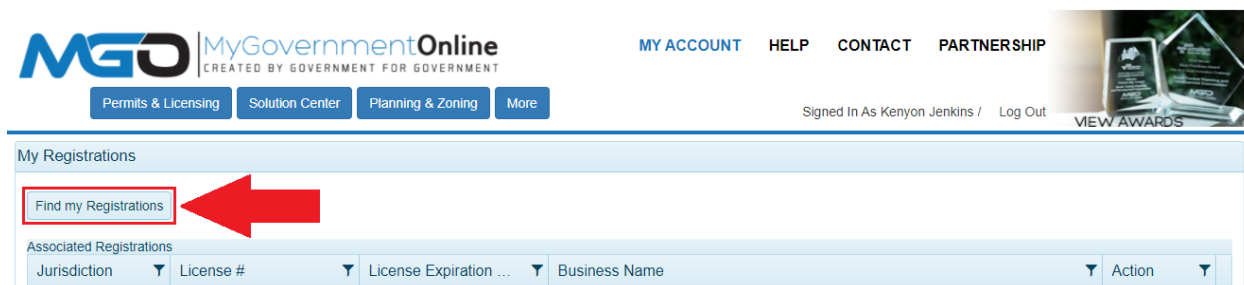 MGO MyGovernmentOnline
CREATED BY GOVERNMENT FOR GOVERNMENT
MY ACCOUNT HELP CONTACT PARTNERSHIP
Permits & Licensing Solution Center Planning & Zoning More
Signed In As Kenyon Jenkins / Log Out
VIEW AWARDS
My Registrations
Find my Registrations
Associated Registrations
Jurisdiction License # License Expiration ... Business Name Action